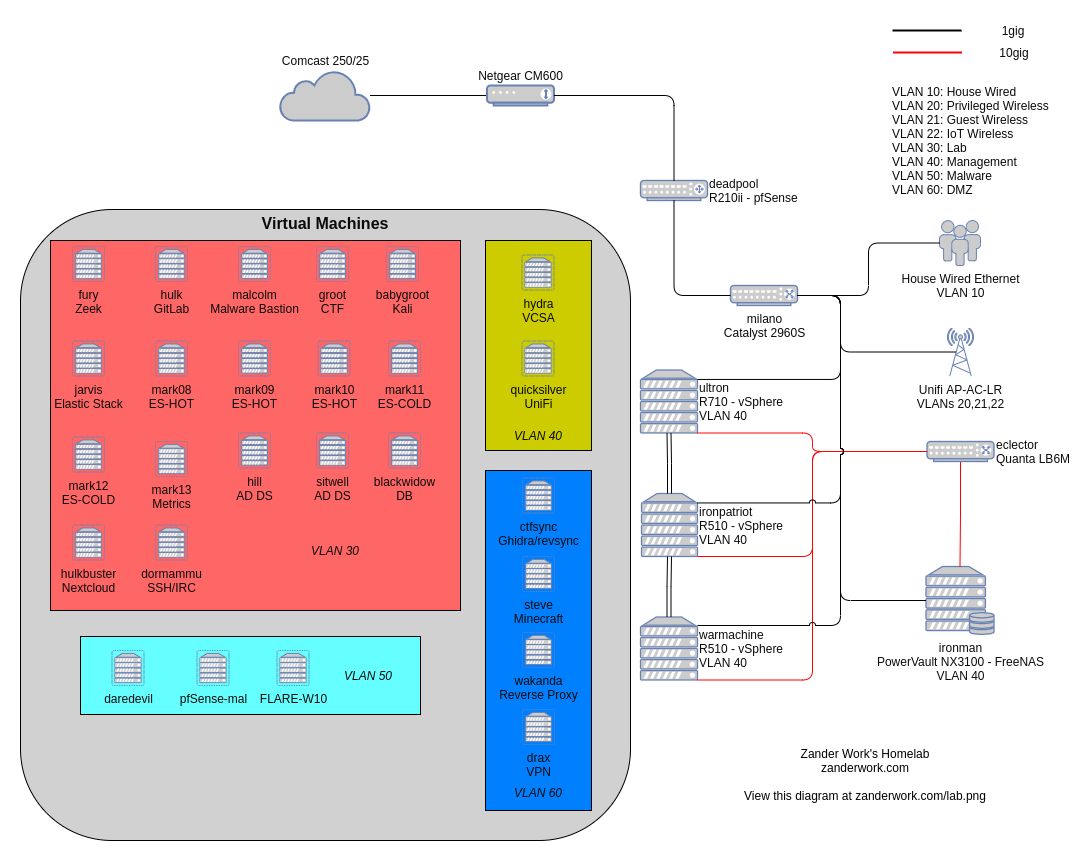 1gig
10gig
Comcast 250/25
Netgear CM600
VLAN 10: House Wired
VLAN 20: Privileged Wireless
VLAN 21: Guest Wireless
VLAN 22: IoT Wireless
VLAN 30: Lab
VLAN 40: Management
VLAN 50: Malware
VLAN 60: DMZ
deadpool
R210ii - pfSense
milano
Catalyst 2960S
House Wired Ethernet
VLAN 10
Unifi AP-AC-LR
VLANs 20,21,22
eclector
Quanta LB6M
ultron
R710 - vSphere
VLAN 40
ironpatriot
R510 - vSphere
VLAN 40
warmachine
R510 - vSphere
VLAN 40
ironman
PowerVault NX3100 - FreeNAS
VLAN 40
Virtual Machines
fury
Zeek
hulk
GitLab
malcolm
Malware Bastion
groot
CTF
babygroot
Kali
jarvis
Elastic Stack
mark08
ES-HOT
mark09
ES-HOT
mark10
ES-HOT
mark11
ES-COLD
mark12
ES-COLD
mark13
Metrics
hill
AD DS
sitwell
AD DS
blackwidow
DB
hulkbuster
Nextcloud
dormammu
SSH/IRC
VLAN 30
hydra
VCSA
quicksilver
UniFi
VLAN 40
ctfsync
Ghidra/revsync
steve
Minecraft
wakanda
Reverse Proxy
drax
VPN
VLAN 60
daredevil
pfSense-mal
FLARE-W10
VLAN 50
Zander Work's Homelab
zanderwork.com
View this diagram at zanderwork.com/lab.png